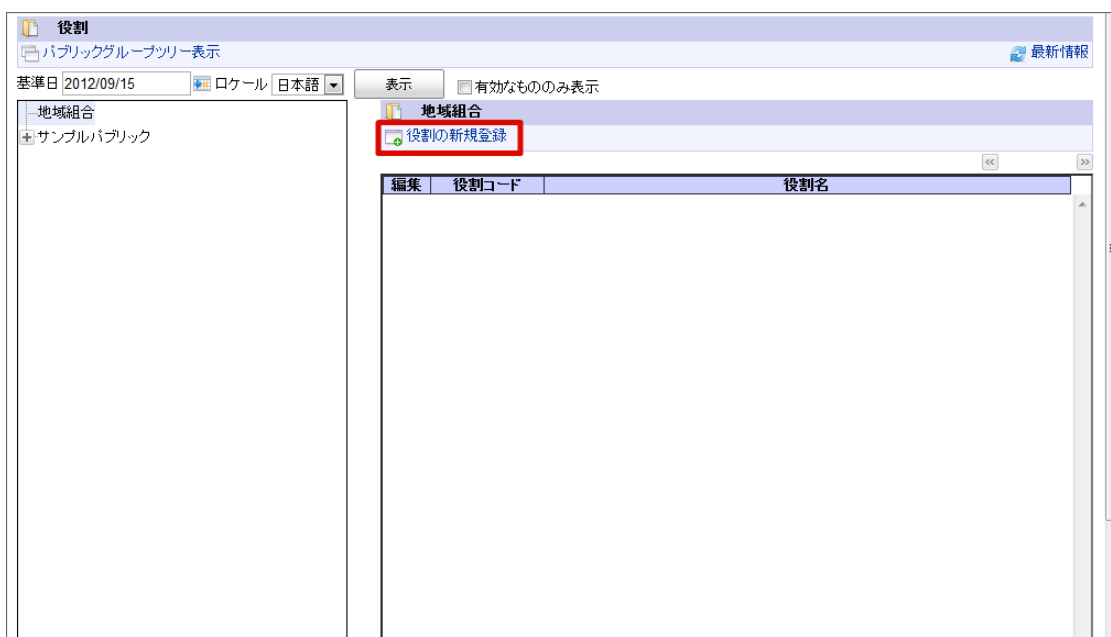 役割
パブリックグループツリー表示 最新情報
基準日 2012/09/15 ロケール 日本語 表示 有効なもののみ表示
地域組合
サンプルパブリック
地域組合
役割の新規登録
<< >>
編集 役割コード 役割名